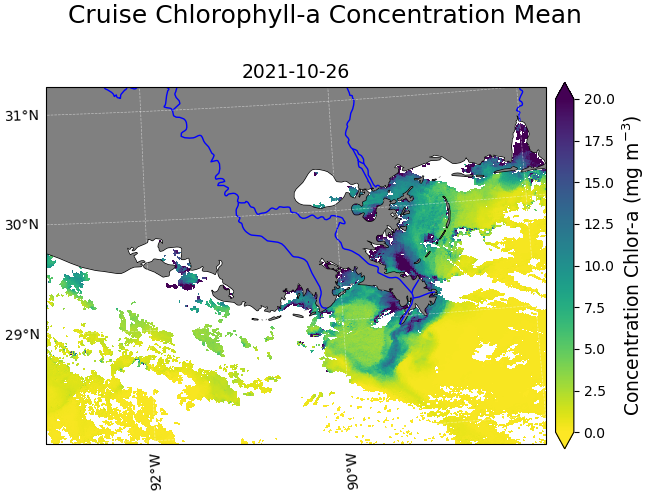 Cruise Chlorophyll-a Concentration Mean
2021-10-26
31°N
30°N
29°N
92°W
90°W
20.0
17.5
15.0
12.5
10.0
7.5
5.0
2.5
0.0
Concentration Chlor-a (mg m⁻³)